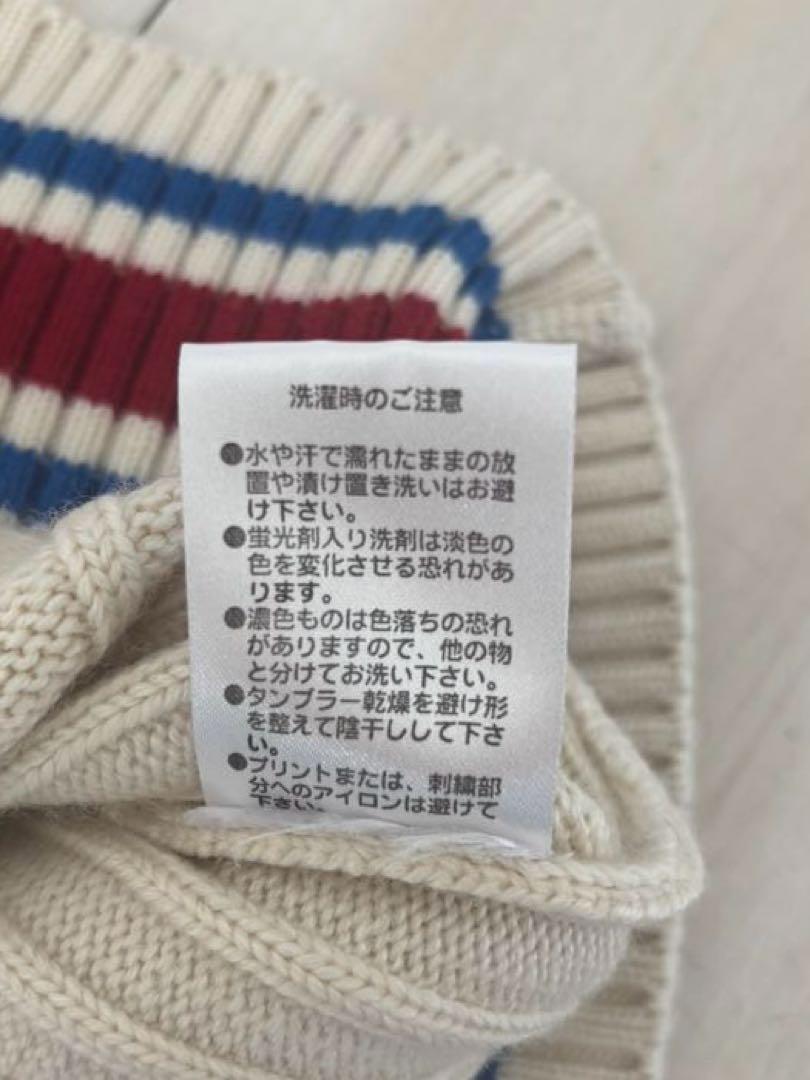 洗濯時のご注意
●水や汗で濡れたままの放
置や漬け置き洗いはお避
け下さい。
●蛍光剤入り洗剤は淡色の
色を変化させる恐れがあ
ります。
●濃色ものは色落ちの恐れ
がありますので、他の物
と分けてお洗い下さい。
●タンブラー乾燥を避け形
を整えて陰干しして下さ
い。
●プリントまたは、刺繍部
分へのアイロンは避けて
下さい。